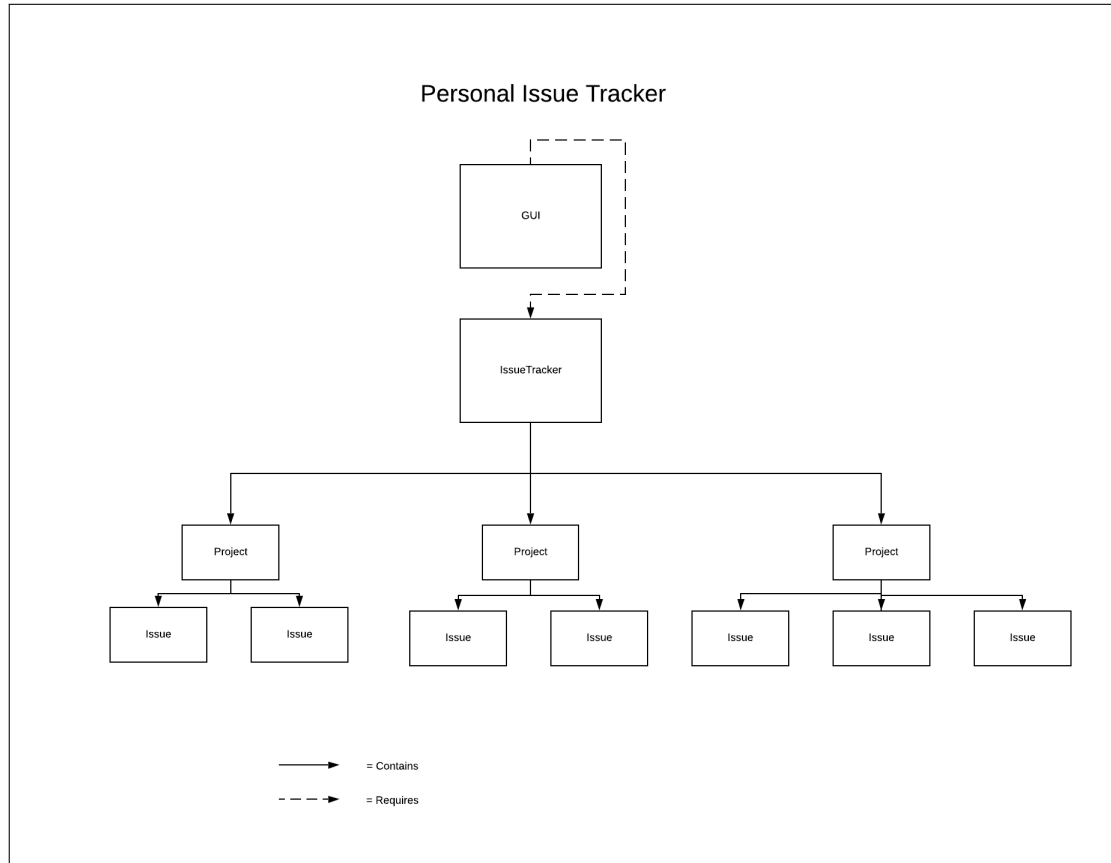 Personal Issue Tracker
GUI
IssueTracker
Project
Project
Project
Issue
Issue
Issue
Issue
Issue
Issue
Issue
= Contains
= Requires